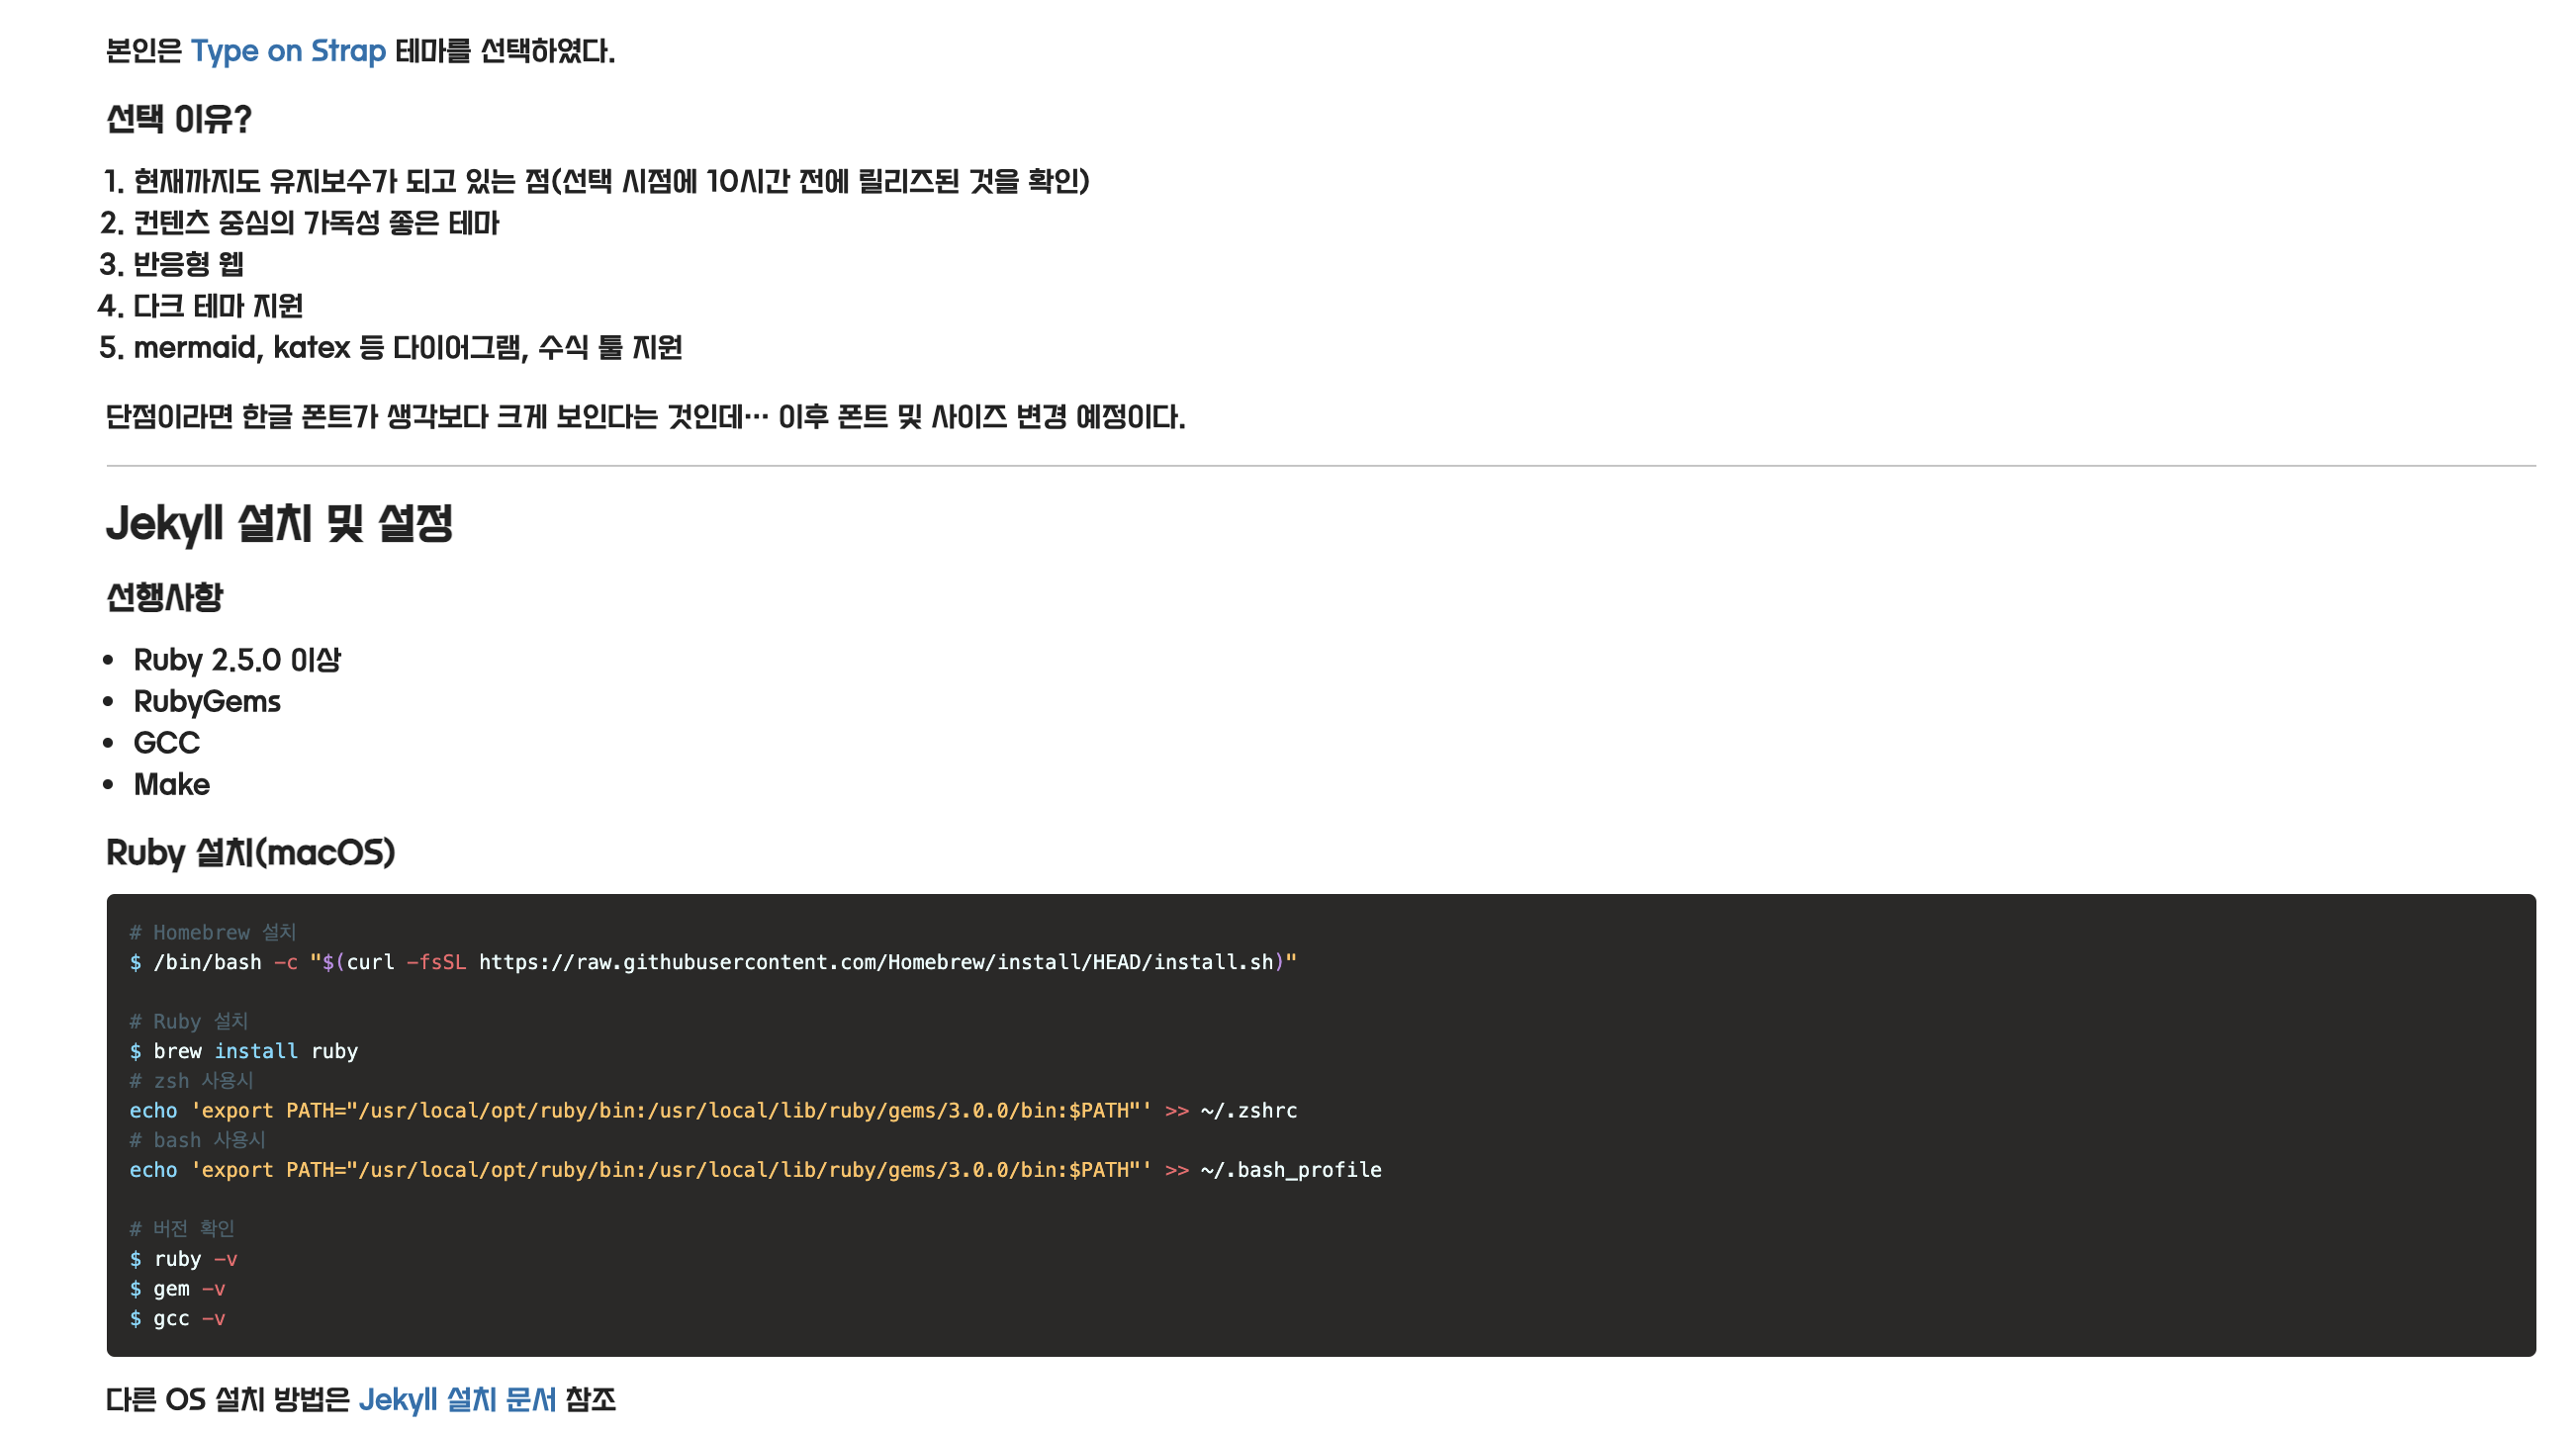 본인은 Type on Strap 테마를 선택하였다.
선택 이유?
1. 현재까지도 유지보수가 되고 있는 점(선택 시점에 10시간 전에 릴리즈된 것을 확인)
2. 컨텐츠 중심의 가독성 좋은 테마
3. 반응형 웹
4. 다크 테마 지원
5. mermaid, katex 등 다이어그램, 수식 툴 지원
단점이라면 한글 폰트가 생각보다 크게 보인다는 것인데… 이후 폰트 및 사이즈 변경 예정이다.
Jekyll 설치 및 설정
선행사항
• Ruby 2.5.0 이상
• RubyGems
• GCC
• Make
Ruby 설치(macOS)
# Homebrew 설치
$ /bin/bash -c "$(curl -fsSL https://raw.githubusercontent.com/Homebrew/install/HEAD/install.sh)"
# Ruby 설치
$ brew install ruby
# zsh 사용시
echo 'export PATH="/usr/local/opt/ruby/bin:/usr/local/lib/ruby/gems/3.0.0/bin:$PATH"' >> ~/.zshrc
# bash 사용시
echo 'export PATH="/usr/local/opt/ruby/bin:/usr/local/lib/ruby/gems/3.0.0/bin:$PATH"' >> ~/.bash_profile
# 버전 확인
$ ruby -v
$ gem -v
$ gcc -v
다른 OS 설치 방법은 Jekyll 설치 문서 참조